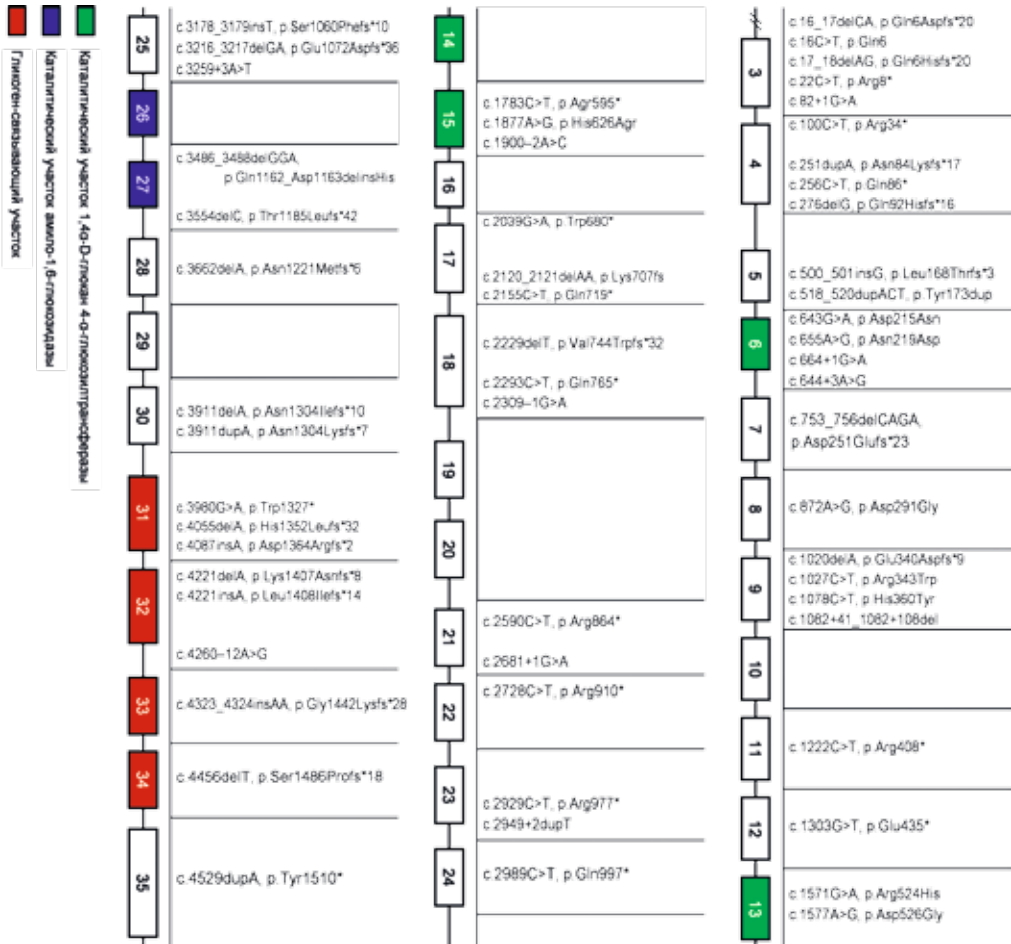 Каталитический участок 1,4α-D-глюкан 4-α-глюкозилтрансферазы
Каталитический участок амило-1,6-глюкозидазы
Гликоген-связывающий участок
25
c.3178_3179insT, p.Ser1060Phefs*10
c.3216_3217delGA, p.Glu1072Aspfs*36
c.3259+3A>T
26
27
c.3486_3488delGGA,
p.Gln1162_Asp1163delinsHis
c.3554delC, p.Thr1185Leufs*42
28
c.3662delA, p.Asn1221Metfs*6
29
30
c.3911delA, p.Asn1304Ilefs*10
c.3911dupA, p.Asn1304Lysfs*7
31
c.3980G>A, p.Trp1327*
c.4055delA, p.His1352Leufs*32
c.4087insA, p.Asp1364Argfs*2
32
c.4221delA, p.Lys1407Asnfs*8
c.4221insA, p.Leu1408Ilefs*14
c.4260–12A>G
33
c.4323_4324insAA, p.Gly1442Lysfs*28
34
c.4456delT, p.Ser1486Profs*18
35
c.4529dupA, p.Tyr1510*
14
15
c.1783C>T, p.Agr595*
c.1877A>G, p.His626Agr
c.1900–2A>C
16
17
c.2039G>A, p.Trp680*
c.2120_2121delAA, p.Lys707fs
c.2155C>T, p.Gln719*
18
c.2229delT, p.Val744Trpfs*32
c.2293C>T, p.Gln765*
c.2309–1G>A
19
20
21
c.2590C>T, p.Arg864*
c.2681+1G>A
22
c.2728C>T, p.Arg910*
23
c.2929C>T, p.Arg977*
c.2949+2dupT
24
c.2989C>T, p.Gln997*
3
c.16_17delCA, p.Gln6Aspfs*20
c.16C>T, p.Gln6
c.17_18delAG, p.Gln6Hisfs*20
c.22C>T, p.Arg8*
c.82+1G>A
4
c.100C>T, p.Arg34*
c.251dupA, p.Asn84Lysfs*17
c.256C>T, p.Gln86*
c.276delG, p.Gln92Hisfs*16
5
c.500_501insG, p.Leu168Thrfs*3
c.518_520dupACT, p.Tyr173dup
6
c.643G>A, p.Asp215Asn
c.655A>G, p.Asn219Asp
c.664+1G>A
c.644+3A>G
7
c.753_756delCAGA,
p.Asp251Glufs*23
8
c.872A>G, p.Asp291Gly
9
c.1020delA, p.Glu340Aspfs*9
c.1027C>T, p.Arg343Trp
c.1078C>T, p.His360Tyr
c.1082+41_1082+108del
10
11
c.1222C>T, p.Arg408*
12
c.1303G>T, p.Glu435*
13
c.1571G>A, p.Arg524His
c.1577A>G, p.Asp526Gly